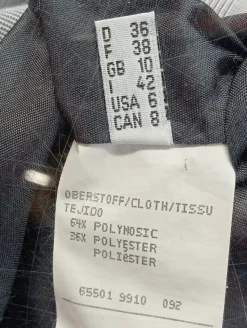 D 36
F 38
GB 10
I 42
USA 6
CAN 8
OBERSTOFF/CLOTH/TISSU
TEJIDO
64% POLYNOSIC
36% POLYESTER
POLIèSTER
65501 9910 092